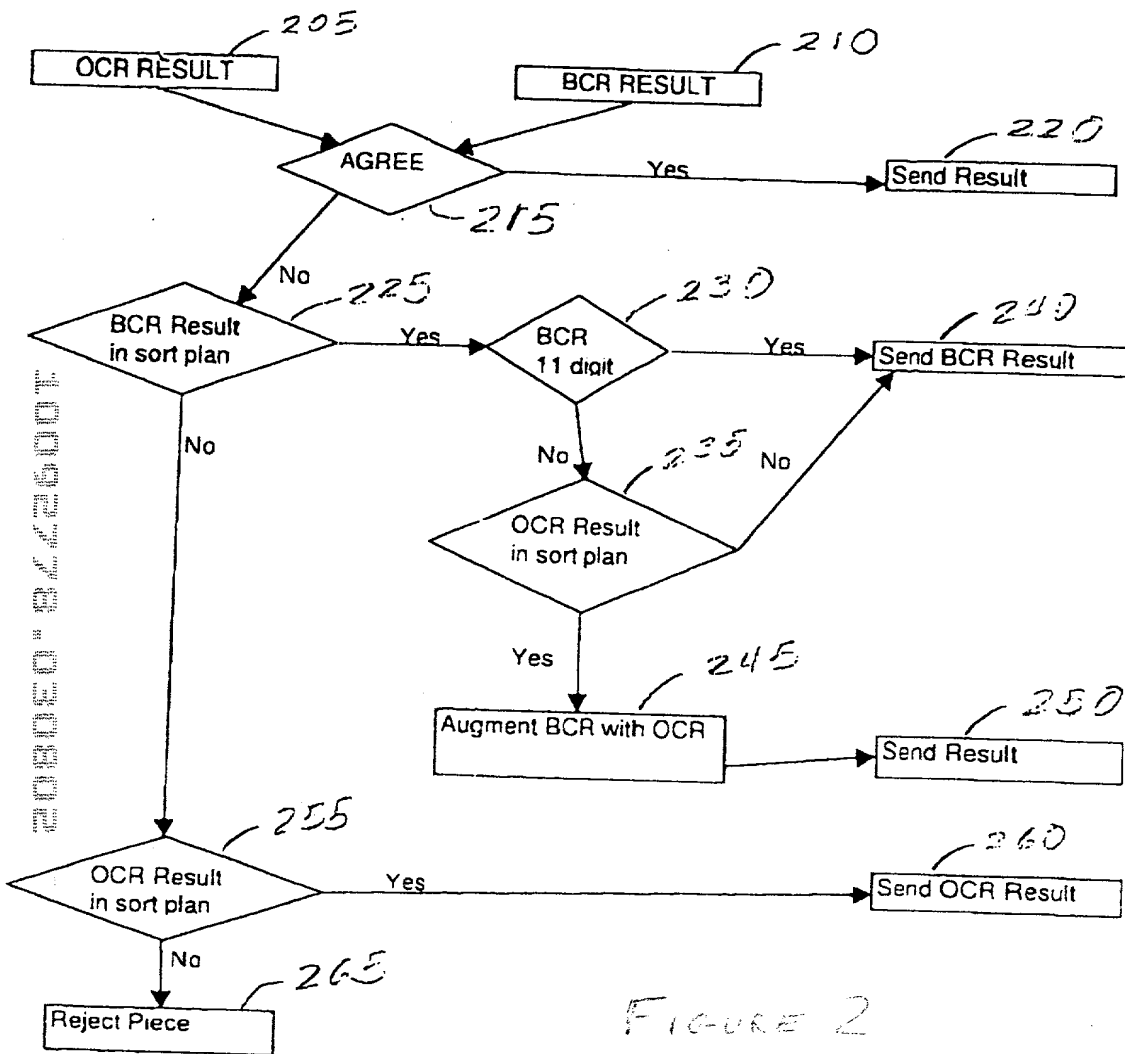 205
OCR RESULT
210
BCR RESULT
AGREE
215
Yes
220
Send Result
No
225
BCR Result
in sort plan
Yes
230
BCR
11 digit
Yes
240
Send BCR Result
No
No
235
No
OCR Result
in sort plan
Yes
245
Augment BCR with OCR
250
Send Result
255
OCR Result
in sort plan
Yes
260
Send OCR Result
No
265
Reject Piece
10092778.030802
FIGURE 2